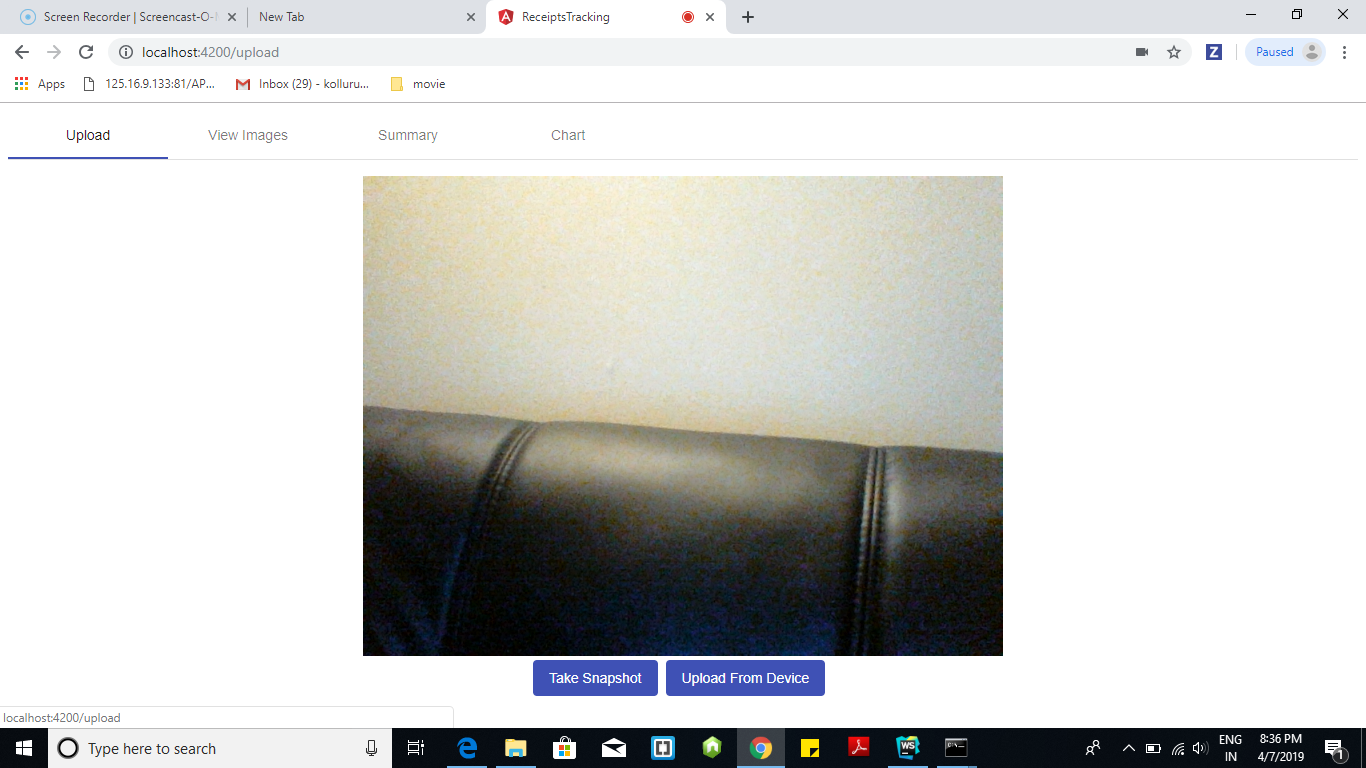 Screen Recorder | Screencast-O-M
New Tab
ReceiptsTracking
localhost:4200/upload
Z
Paused
Apps
125.16.9.133:81/AP...
Inbox (29) - kolluru...
movie
Upload
View Images
Summary
Chart
Take Snapshot
Upload From Device
localhost:4200/upload
Type here to search
WS
ENG
IN
8:36 PM
4/7/2019
1